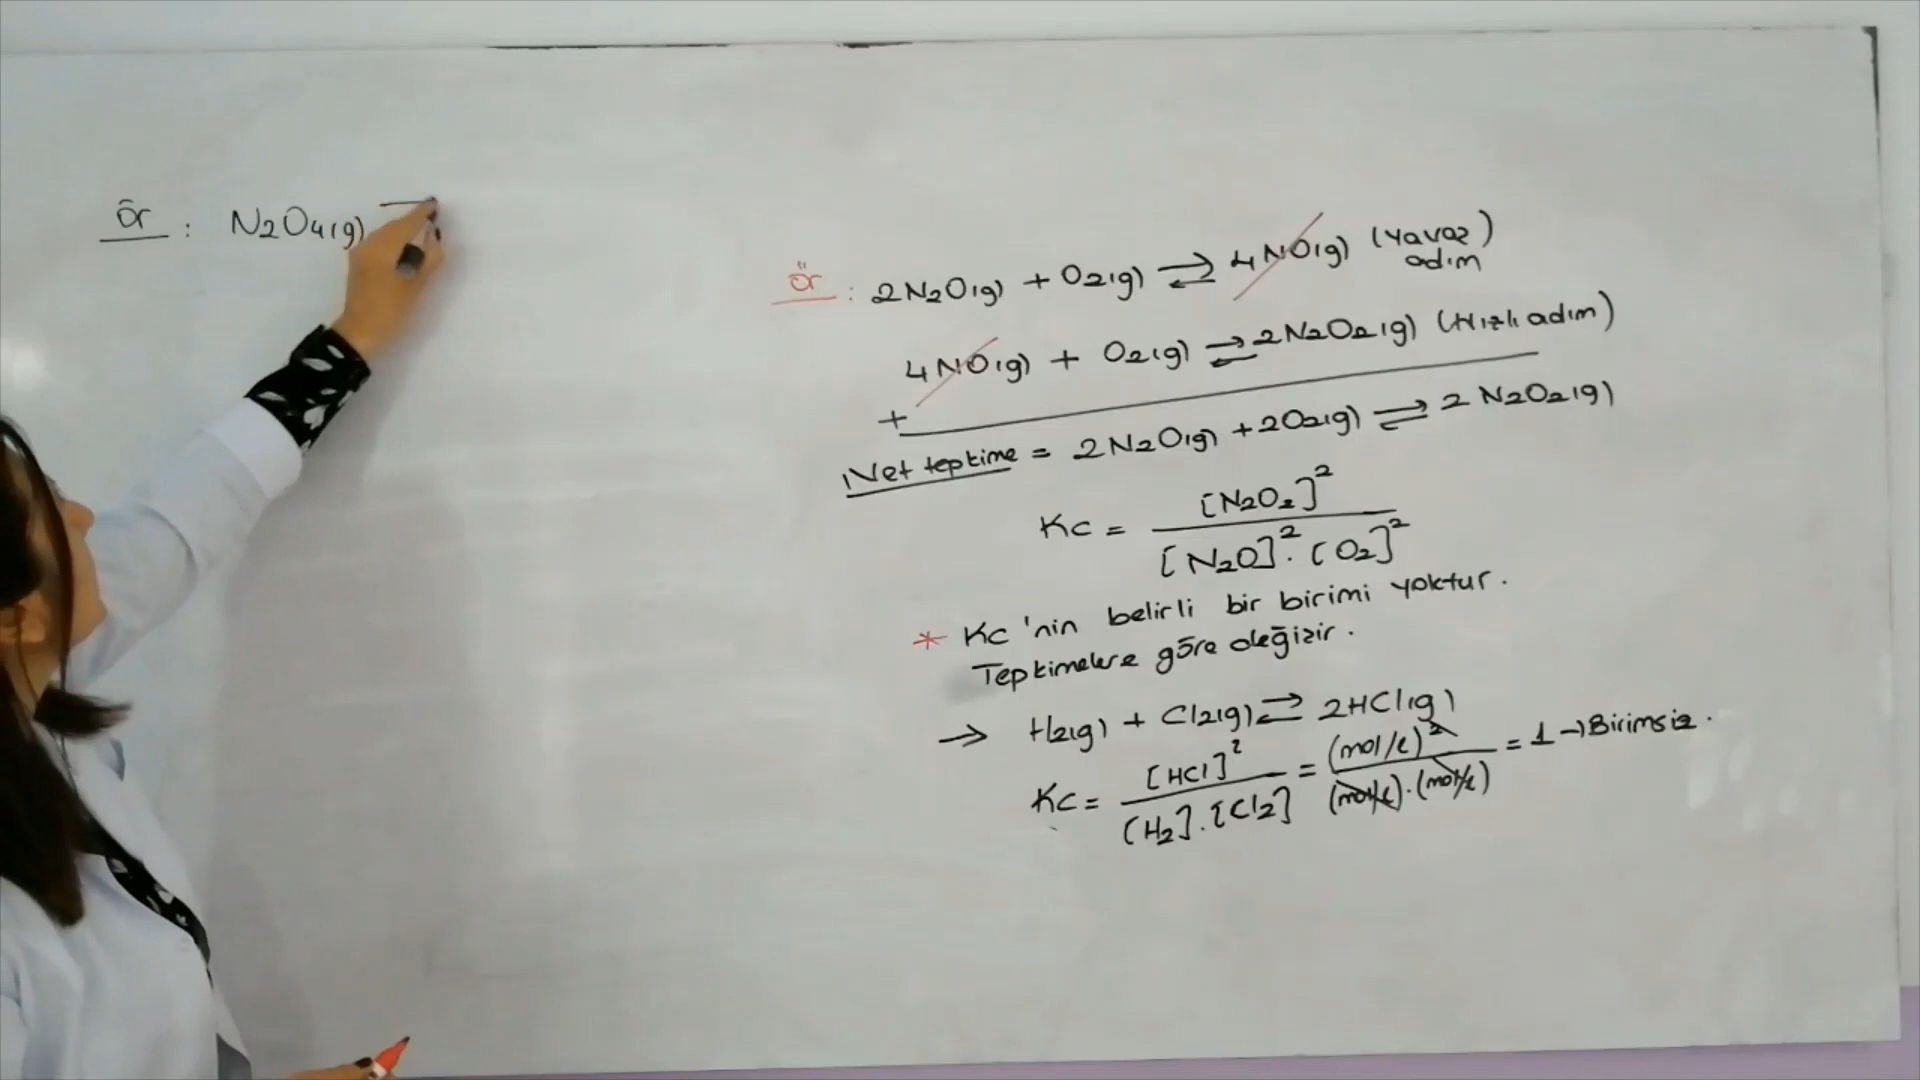 Ör : N2O4(g)
Ör : 2N2O(g) + O2(g) ⇌ 4NO(g) (Yavaş
adım)
4NO(g) + O2(g) ⇌ 2N2O2(g) (Hızlı adım)
+
Net tepkime = 2N2O(g) + 2O2(g) ⇌ 2N2O2(g)
Kc = [N2O2]² / [N2O]² . [O2]²
* Kc'nin belirli bir birimi yoktur.
Tepkimelere göre değişir.
→ H2(g) + Cl2(g) ⇌ 2HCl(g)
Kc = [HCl]² / [H2].[Cl2] = (mol/l)² / (mol/l).(mol/l) = 1 → Birimsiz.